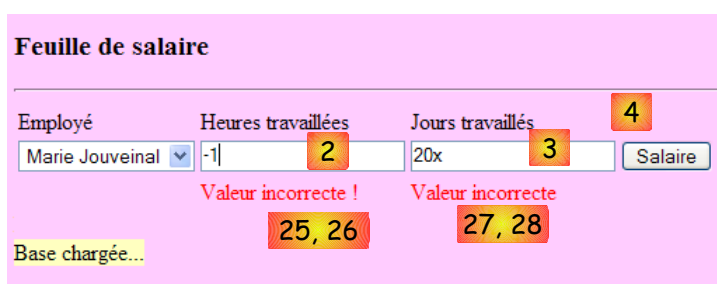 Feuille de salaire
4
Employé Heures travaillées Jours travaillés
Marie Jouveinal -1 2 20x 3 Salaire
Valeur incorrecte ! Valeur incorrecte
25, 26 27, 28
Base chargée...